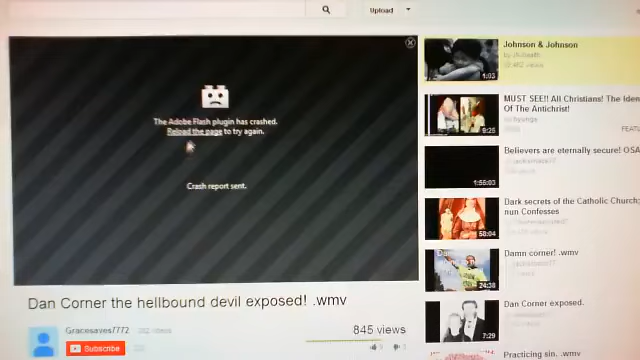 Upload
The Adobe Flash plugin has crashed.
Reload the page to try again.
Crash report sent.
Dan Corner the hellbound devil exposed! .wmv
Gracesaves7772
845 views
Subscribe
Johnson & Johnson
1:03
MUST SEE!! All Christians! The Iden
Of The Antichrist!
9:25
FEATU
Believers are eternally secure! OSA
1:56:03
Dark secrets of the Catholic Church;
nun Confesses
58:04
Damn corner! .wmv
24:38
Dan Corner exposed.
7:29
Practicing sin. .wmv